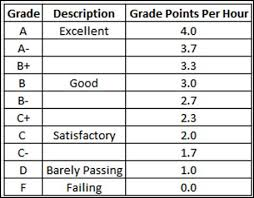 Grade Description Grade Points Per Hour
A Excellent 4.0
A- 3.7
B+ 3.3
B Good 3.0
B- 2.7
C+ 2.3
C Satisfactory 2.0
C- 1.7
D Barely Passing 1.0
F Failing 0.0